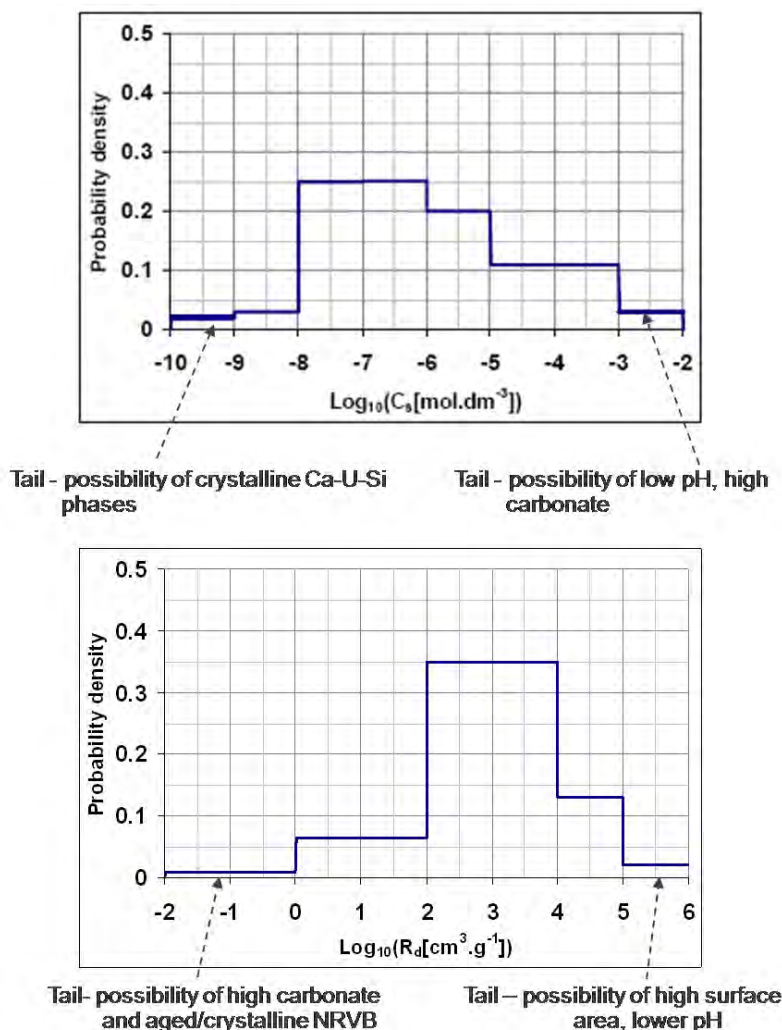 0.5
0.4
0.3
0.2
0.1
0
Probability density
-10 -9 -8 -7 -6 -5 -4 -3 -2
Log₁₀(Cₛ[mol.dm⁻³])
Tail - possibility of crystalline Ca-U-Si
phases
Tail - possibility of low pH, high
carbonate
0.5
0.4
0.3
0.2
0.1
0
Probability density
-2 -1 0 1 2 3 4 5 6
Log₁₀(R_d[cm³.g⁻¹])
Tail- possibility of high carbonate
and aged/crystalline NRVB
Tail – possibility of high surface
area, lower pH